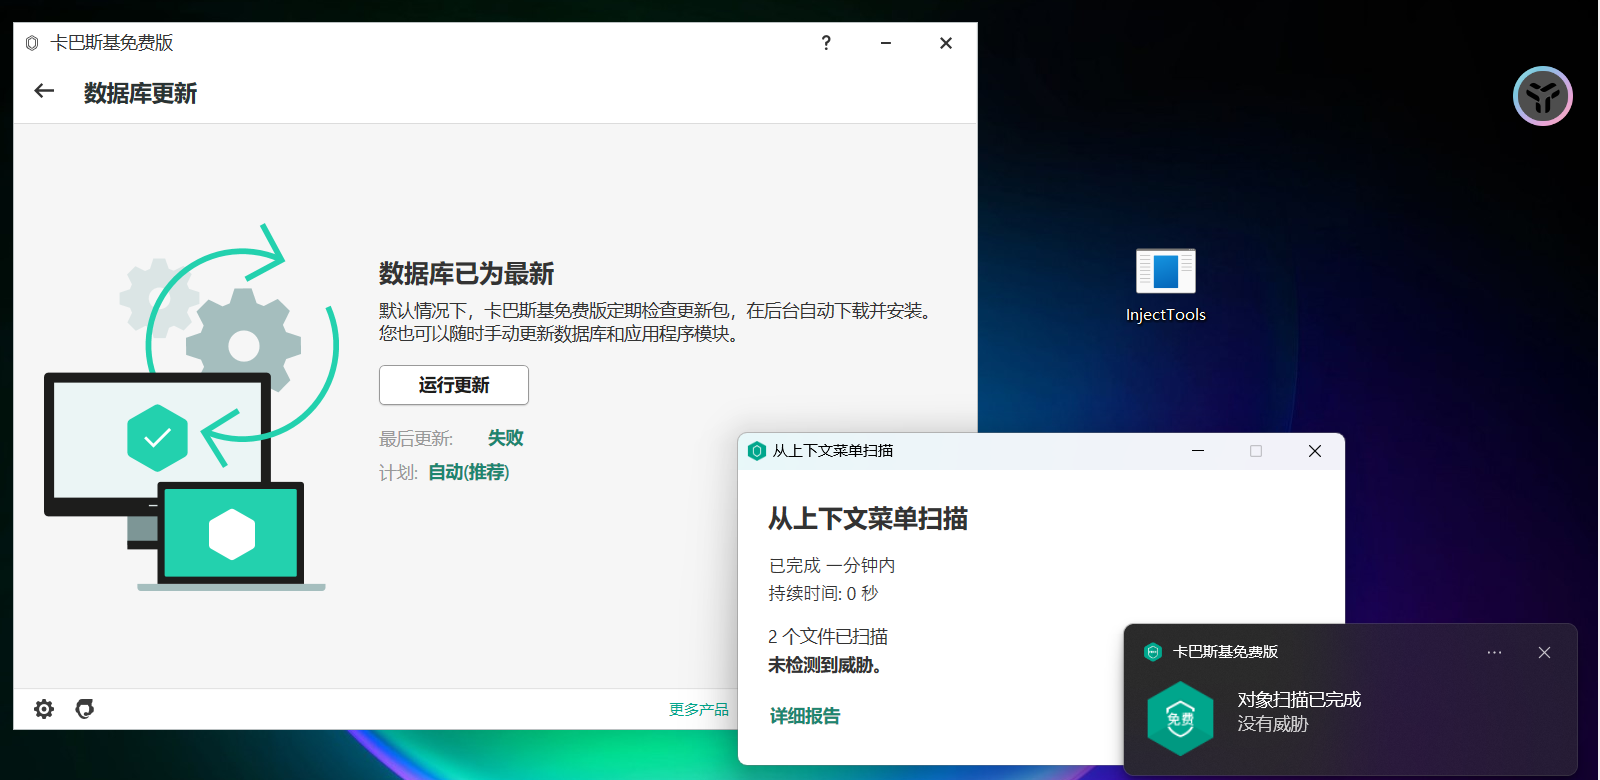 卡巴斯基免费版
?
数据库更新
数据库已为最新
默认情况下，卡巴斯基免费版定期检查更新包，在后台自动下载并安装。
您也可以随时手动更新数据库和应用程序模块。
运行更新
最后更新: 失败
计划: 自动(推荐)
更多产品
InjectTools
从上下文菜单扫描
从上下文菜单扫描
已完成 一分钟内
持续时间: 0 秒
2 个文件已扫描
未检测到威胁。
详细报告
卡巴斯基免费版
免费
对象扫描已完成
没有威胁